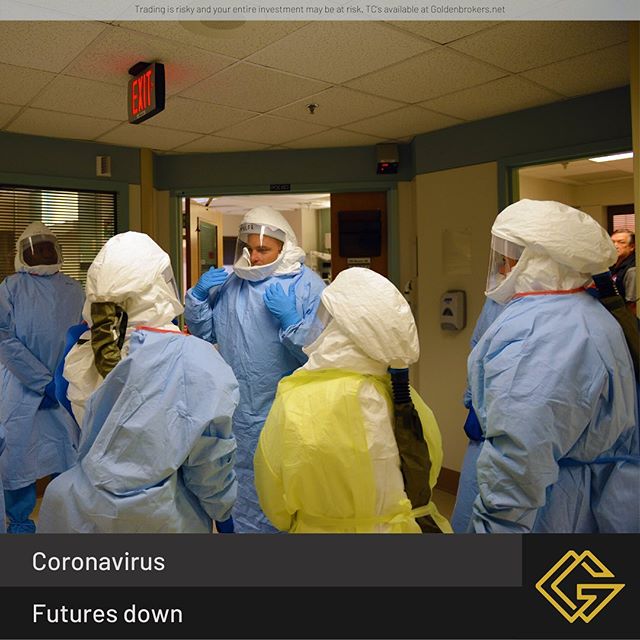 Trading is risky and your entire investment may be at risk. TC's available at Goldenbrokers.net
EXIT
Coronavirus
Futures down